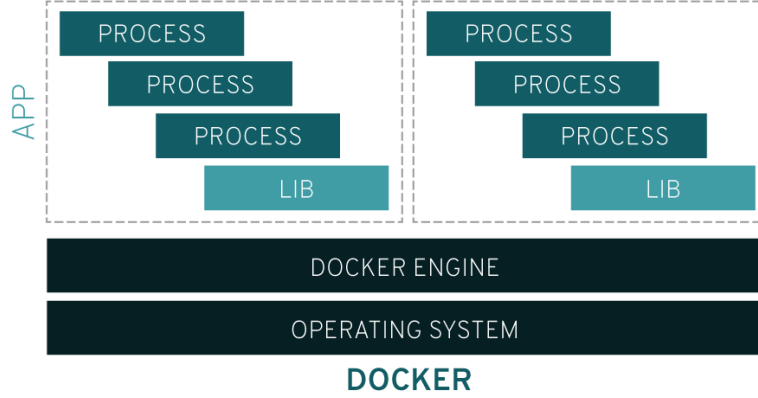 PROCESS
PROCESS
PROCESS
LIB
PROCESS
PROCESS
PROCESS
LIB
APP
DOCKER ENGINE
OPERATING SYSTEM
DOCKER